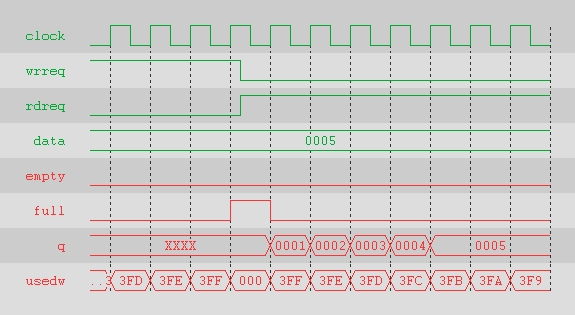 clock
wrreq
rdreq
data 0005
empty
full
q XXXX 0001 0002 0003 0004 0005
usedw ..3 3FD 3FE 3FF 000 3FF 3FE 3FD 3FC 3FB 3FA 3F9